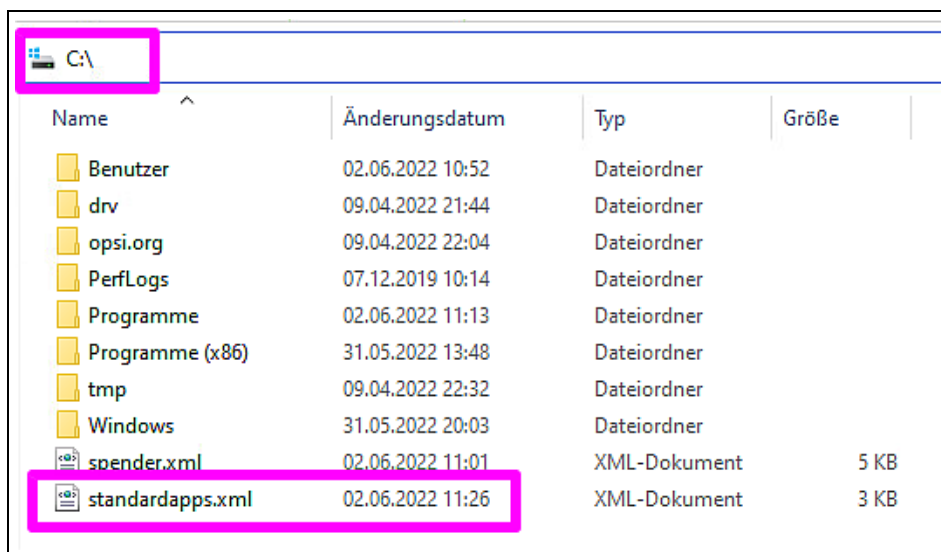 C:\
Name Änderungsdatum Typ Größe
Benutzer 02.06.2022 10:52 Dateiordner
drv 09.04.2022 21:44 Dateiordner
opsi.org 09.04.2022 22:04 Dateiordner
PerfLogs 07.12.2019 10:14 Dateiordner
Programme 02.06.2022 11:13 Dateiordner
Programme (x86) 31.05.2022 13:48 Dateiordner
tmp 09.04.2022 22:32 Dateiordner
Windows 31.05.2022 20:03 Dateiordner
spender.xml 02.06.2022 11:01 XML-Dokument 5 KB
standardapps.xml 02.06.2022 11:26 XML-Dokument 3 KB